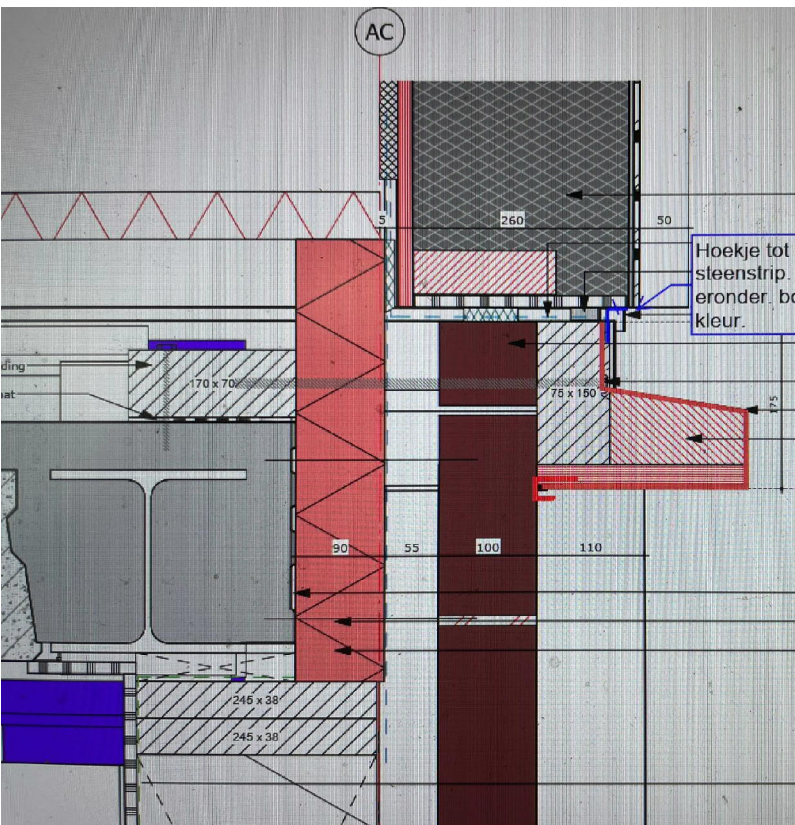 AC
5
260
50
Hoekje tot
steenstrip.
eronder. bo
kleur.
ding
170 x 70
75 x 150
175
90
55
100
110
245 x 38
245 x 38